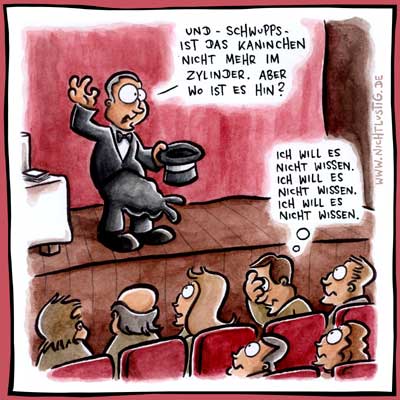 UND - SCHWUPPS -
IST DAS KANINCHEN
NICHT MEHR IM
ZYLINDER. ABER
WO IST ES HIN?
ICH WILL ES
NICHT WISSEN.
ICH WILL ES
NICHT WISSEN.
ICH WILL ES
NICHT WISSEN.
WWW.NICHTLUSTIG.DE